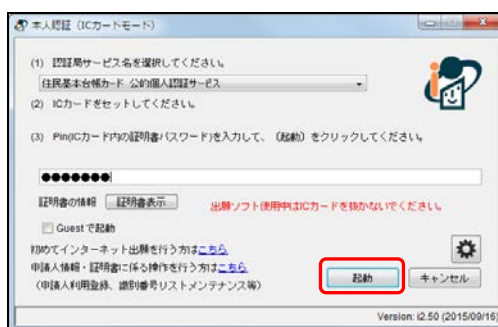 本人認証 (ICカードモード)
(1) 認証局サービス名を選択してください。
住民基本台帳カード 公的個人認証サービス
(2) ICカードをセットしてください。
(3) Pin(ICカード内の証明書パスワード)を入力して、〔起動〕をクリックしてください。
●●●●●●●
証明書の情報 証明書表示 出願ソフト使用中はICカードを抜かないでください。
Guestで起動
初めてインターネット出願を行う方はこちら
申請人情報・証明書に係る操作を行う方はこちら
(申請人利用登録、識別番号リストメンテナンス等)
起動 キャンセル
Version: i2.50 (2015/09/16)